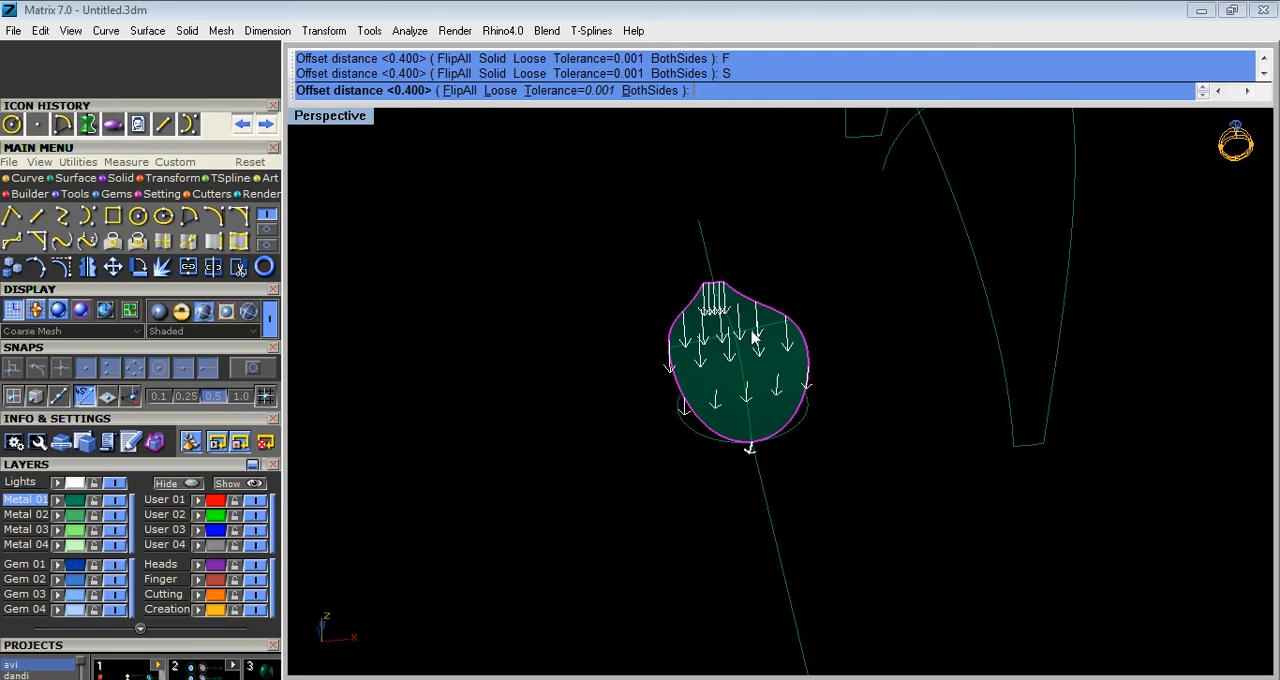 Matrix 7.0 - Untitled.3dm
File Edit View Curve Surface Solid Mesh Dimension Transform Tools Analyze Render Rhino4.0 Blend T-Splines Help
Offset distance <0.400> ( FlipAll Solid Loose Tolerance=0.001 BothSides ): F
Offset distance <0.400> ( FlipAll Solid Loose Tolerance=0.001 BothSides ): S
Offset distance <0.400> ( FlipAll Loose Tolerance=0.001 BothSides ):
Perspective
ICON HISTORY
MAIN MENU
File View Utilities Measure Custom Reset
Curve Surface Solid Transform TSpline Art
Builder Tools Gems Setting Cutters Render
DISPLAY
Coarse Mesh Shaded
SNAPS
45°
0.1 0.25 0.5 1.0
INFO & SETTINGS
LAYERS
Lights Hide Show
Metal 01 User 01
Metal 02 User 02
Metal 03 User 03
Metal 04 User 04
Gem 01 Heads
Gem 02 Finger
Gem 03 Cutting
Gem 04 Creation
PROJECTS
avi
dandi
1 2 3
z
x